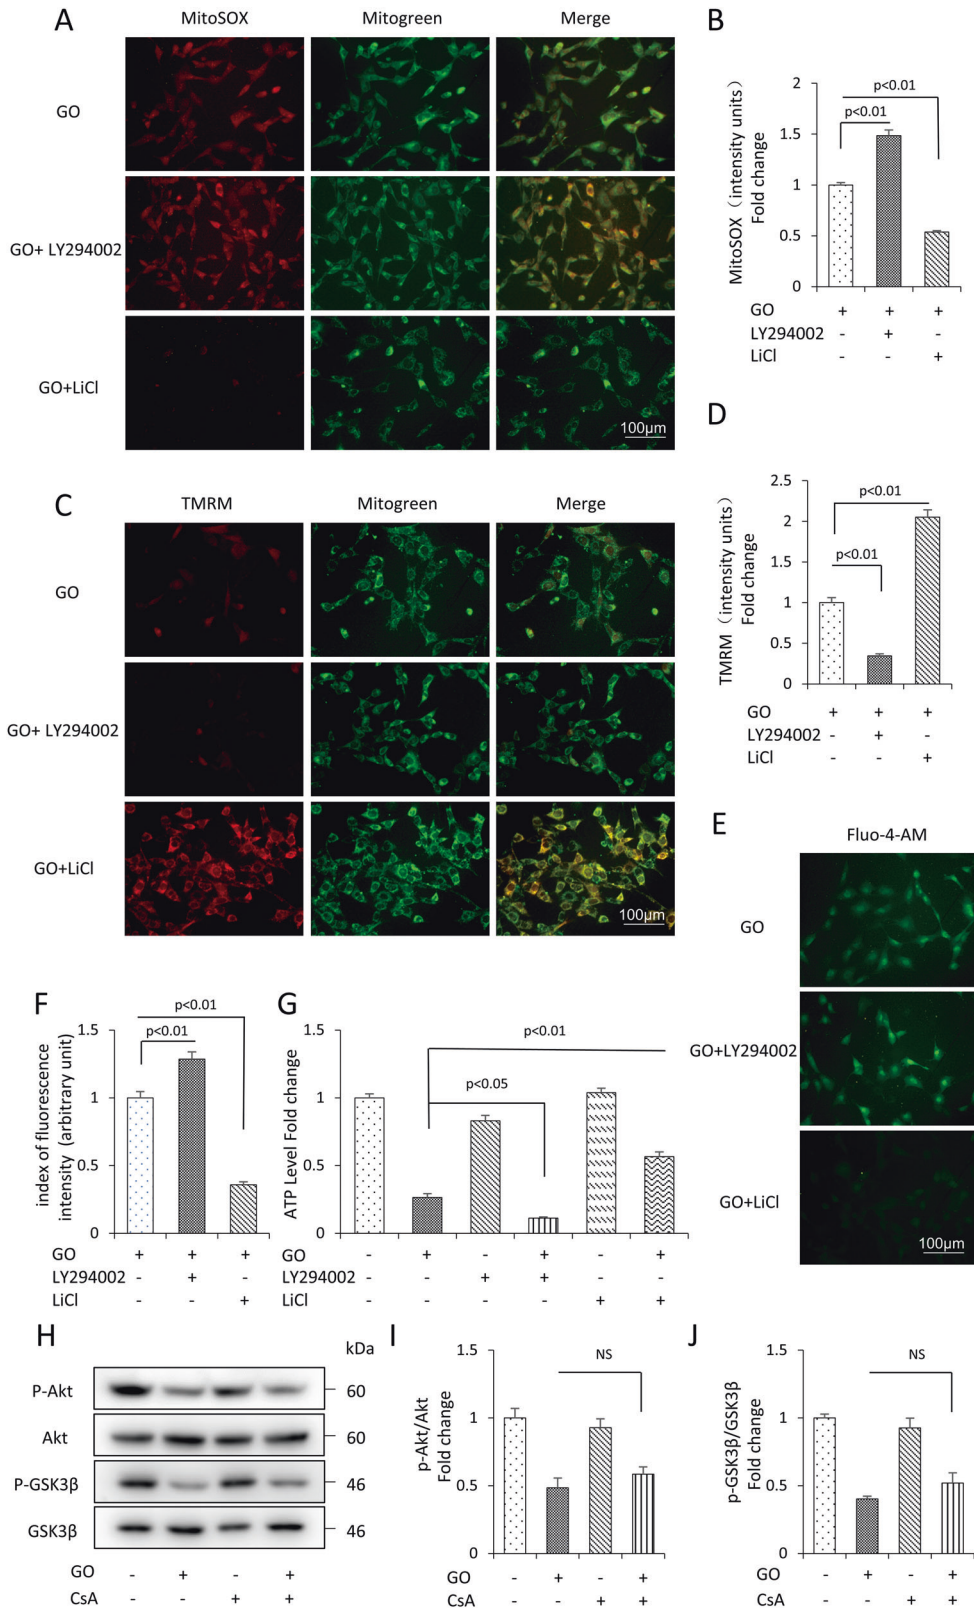 A
MitoSOX Mitogreen Merge
GO
GO+ LY294002
GO+LiCl
100μm
B
MitoSOX (intensity units)
Fold change
2
1.5
1
0.5
0
p<0.01
p<0.01
GO + + +
LY294002 - + -
LiCl - - +
C
TMRM Mitogreen Merge
GO
GO+ LY294002
GO+LiCl
100μm
D
TMRM (intensity units)
Fold change
2.5
2
1.5
1
0.5
0
p<0.01
p<0.01
GO + + +
LY294002 - + -
LiCl - - +
E
Fluo-4-AM
GO
GO+LY294002
GO+LiCl
100μm
F
index of fluorescence
intensity (arbitrary unit)
1.5
1
0.5
0
p<0.01
p<0.01
GO + + +
LY294002 - + -
LiCl - - +
G
ATP Level Fold change
1.5
1
0.5
0
p<0.01
p<0.05
GO - + - + - +
LY294002 - - + + - -
LiCl - - - - + +
H
kDa
P-Akt 60
Akt 60
P-GSK3β 46
GSK3β 46
GO - + - +
CsA - - + +
I
p-Akt/Akt
Fold change
1.5
1
0.5
0
NS
GO - + - +
CsA - - + +
J
p-GSK3β/GSK3β
Fold change
1.5
1
0.5
0
NS
GO - + - +
CsA - - + +